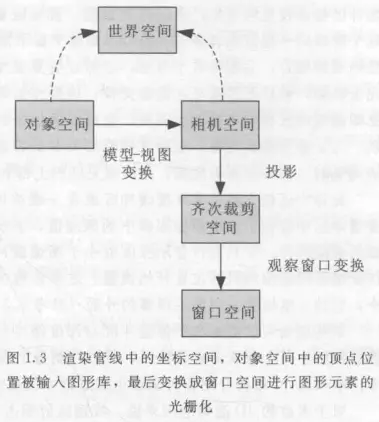 世界空间
对象空间
相机空间
模型-视图
变换
投影
齐次裁剪
空间
观察窗口变换
窗口空间
图 1.3 渲染管线中的坐标空间，对象空间中的顶点位
置被输入图形库，最后变换成窗口空间进行图形元素的
光栅化